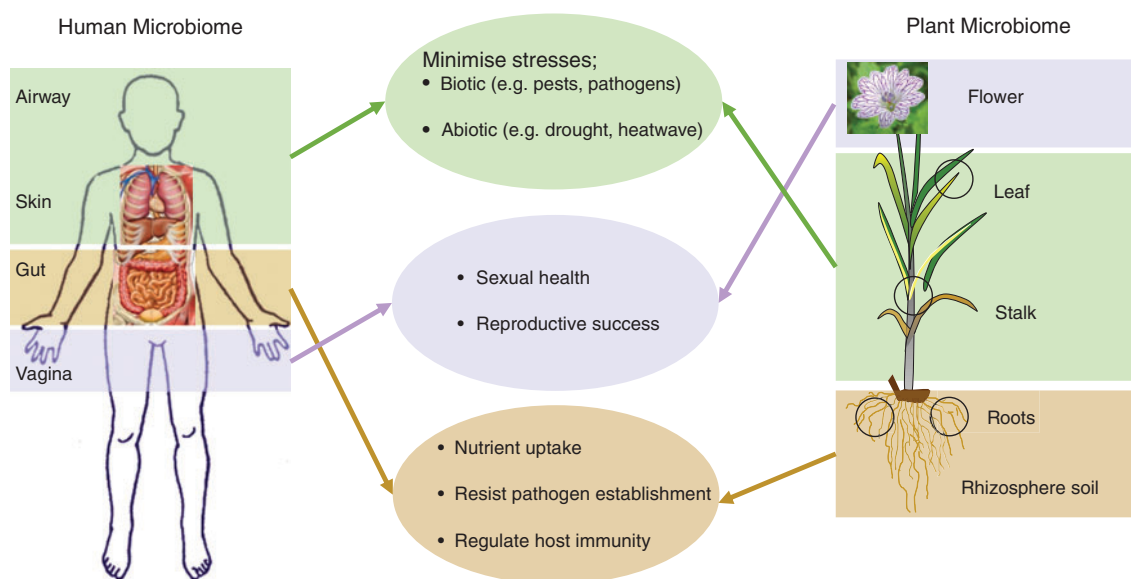 Human Microbiome
Airway
Skin
Gut
Vagina
Minimise stresses;
• Biotic (e.g. pests, pathogens)
• Abiotic (e.g. drought, heatwave)
• Sexual health
• Reproductive success
• Nutrient uptake
• Resist pathogen establishment
• Regulate host immunity
Plant Microbiome
Flower
Leaf
Stalk
Roots
Rhizosphere soil